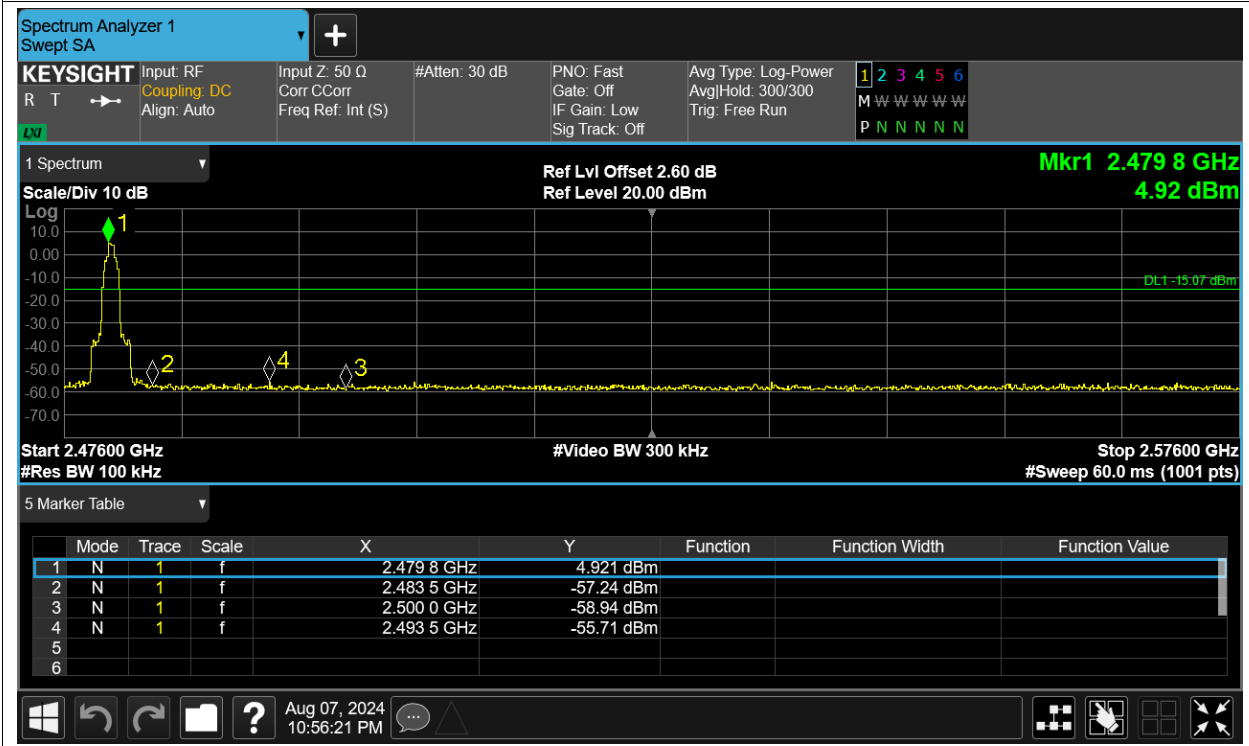 Spectrum Analyzer 1
Swept SA
KEYSIGHT
R T
LXI
Input: RF
Coupling: DC
Align: Auto
Input Z: 50 Ω
Corr CCorr
Freq Ref: Int (S)
#Atten: 30 dB
PNO: Fast
Gate: Off
IF Gain: Low
Sig Track: Off
Avg Type: Log-Power
Avg|Hold: 300/300
Trig: Free Run
1 2 3 4 5 6
M W W W W W
P N N N N N
1 Spectrum
Scale/Div 10 dB
Ref Lvl Offset 2.60 dB
Ref Level 20.00 dBm
Mkr1 2.479 8 GHz
4.92 dBm
Log
10.0
0.00
-10.0
-20.0
-30.0
-40.0
-50.0
-60.0
-70.0
1
2
4
3
DL1 -15.07 dBm
Start 2.47600 GHz
#Video BW 300 kHz
Stop 2.57600 GHz
#Res BW 100 kHz
#Sweep 60.0 ms (1001 pts)
5 Marker Table
Mode Trace Scale X Y Function Function Width Function Value
1 N 1 f 2.479 8 GHz 4.921 dBm
2 N 1 f 2.483 5 GHz -57.24 dBm
3 N 1 f 2.500 0 GHz -58.94 dBm
4 N 1 f 2.493 5 GHz -55.71 dBm
5
6
?
Aug 07, 2024
10:56:21 PM